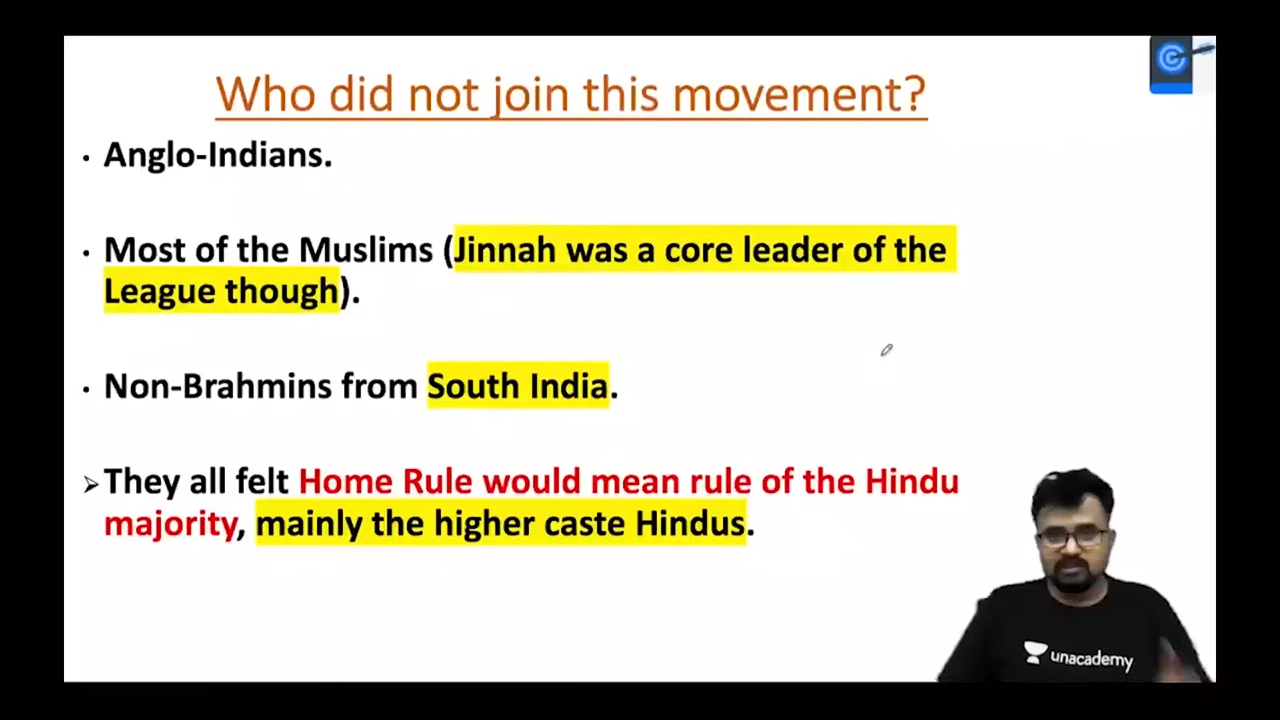 Who did not join this movement?
• Anglo-Indians.
• Most of the Muslims (Jinnah was a core leader of the
League though).
• Non-Brahmins from South India.
➢ They all felt Home Rule would mean rule of the Hindu
majority, mainly the higher caste Hindus.
unacademy